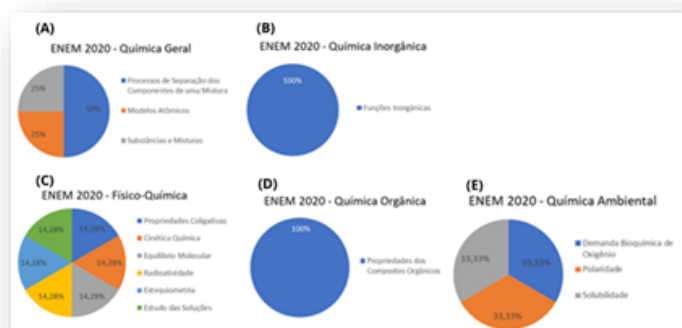 (A)
ENEM 2020 - Química Geral
50%
25%
25%
Processos de Separação dos
Componentes de uma Mistura
Modelos Atômicos
Substâncias e Misturas
(B)
ENEM 2020 - Química Inorgânica
100%
Funções Inorgânicas
(C)
ENEM 2020 - Físico-Química
14,28%
14,28%
14,28%
14,28%
14,28%
14,28%
Propriedades Coligativas
Cinética Química
Equilíbrio Molecular
Radioatividade
Estequiometria
Estudo das Soluções
(D)
ENEM 2020 - Química Orgânica
100%
Propriedades dos
Compostos Orgânicos
(E)
ENEM 2020 - Química Ambiental
33,33%
33,33%
33,33%
Demanda Bioquímica de
Oxigênio
Polaridade
Solubilidade